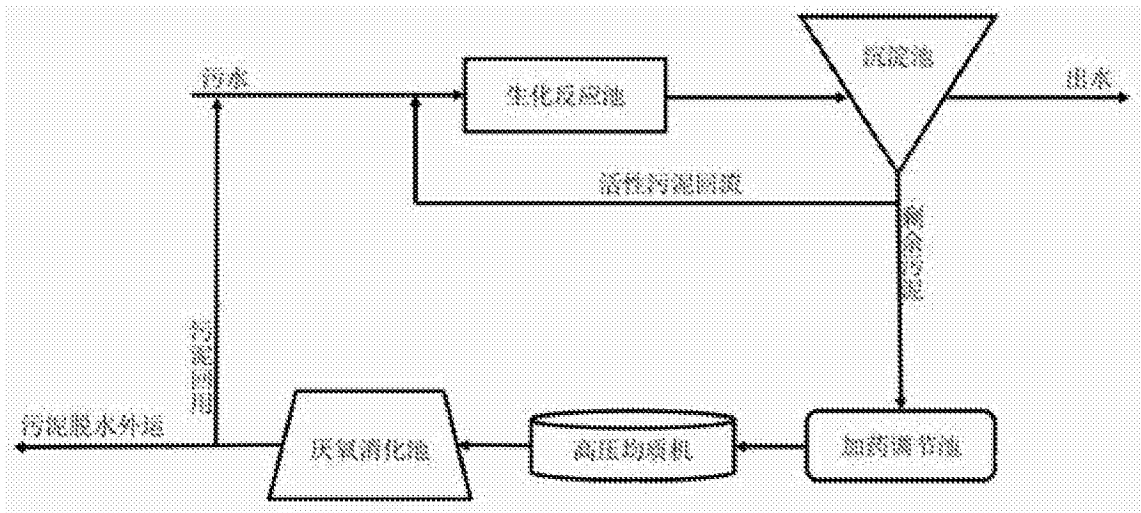 污水
生化反应池
沉淀池
出水
活性污泥回流
剩余污泥
污泥回流
污泥脱水外运
厌氧消化池
高压均质机
加药调节池